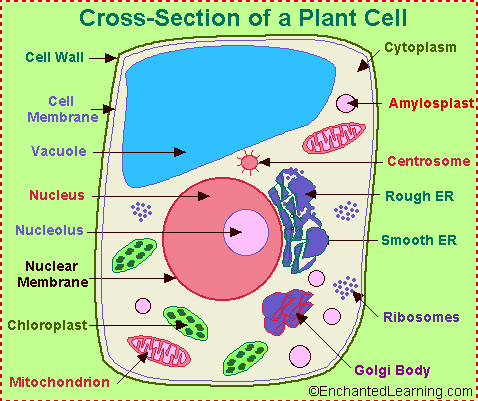 Cross-Section of a Plant Cell
Cell Wall
Cytoplasm
Cell
Membrane
Amylosplast
Vacuole
Centrosome
Nucleus
Rough ER
Nucleolus
Smooth ER
Nuclear
Membrane
Chloroplast
Ribosomes
Golgi Body
Mitochondrion
©EnchantedLearning.com